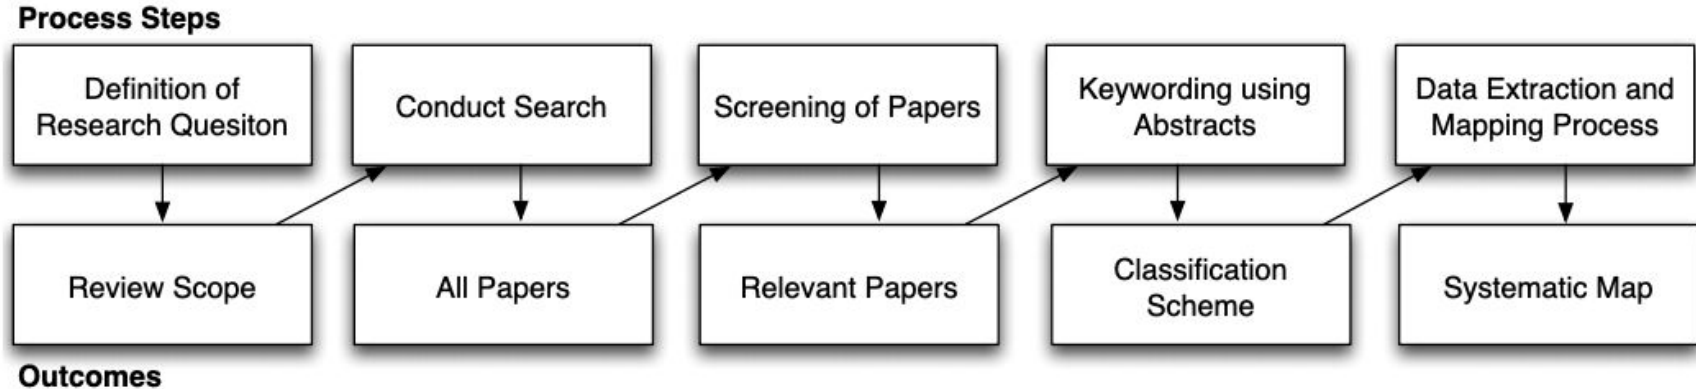 Process Steps
Definition of
Research Quesiton
Conduct Search
Screening of Papers
Keywording using
Abstracts
Data Extraction and
Mapping Process
Review Scope
All Papers
Relevant Papers
Classification
Scheme
Systematic Map
Outcomes